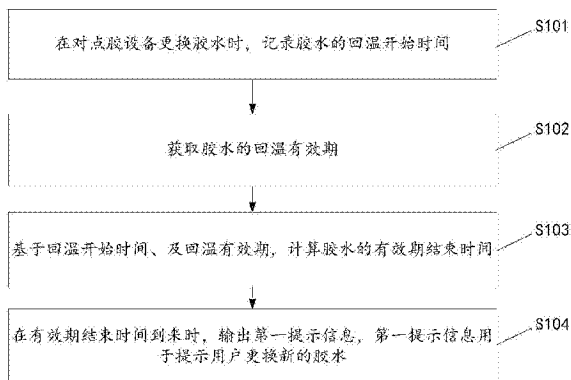 在对点胶设备更换胶水时，记录胶水的回温开始时间
S101
获取胶水的回温有效期
S102
基于回温开始时间、及回温有效期，计算胶水的有效期结束时间
S103
在有效期结束时间到来时，输出第一提示信息，第一提示信息用
于提示用户更换新的胶水
S104